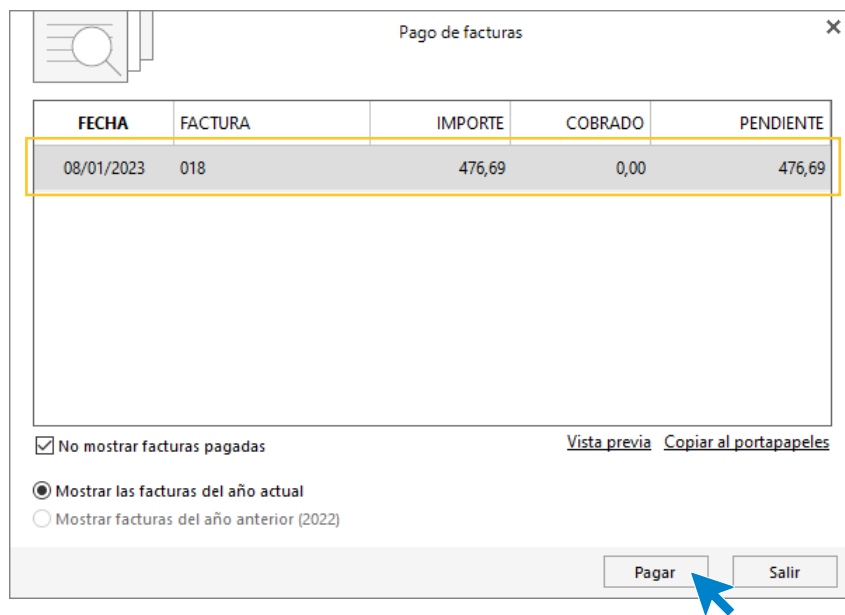 Pago de facturas
FECHA FACTURA IMPORTE COBRADO PENDIENTE
08/01/2023 018 476,69 0,00 476,69
No mostrar facturas pagadas Vista previa Copiar al portapapeles
Mostrar las facturas del año actual
Mostrar facturas del año anterior (2022)
Pagar Salir